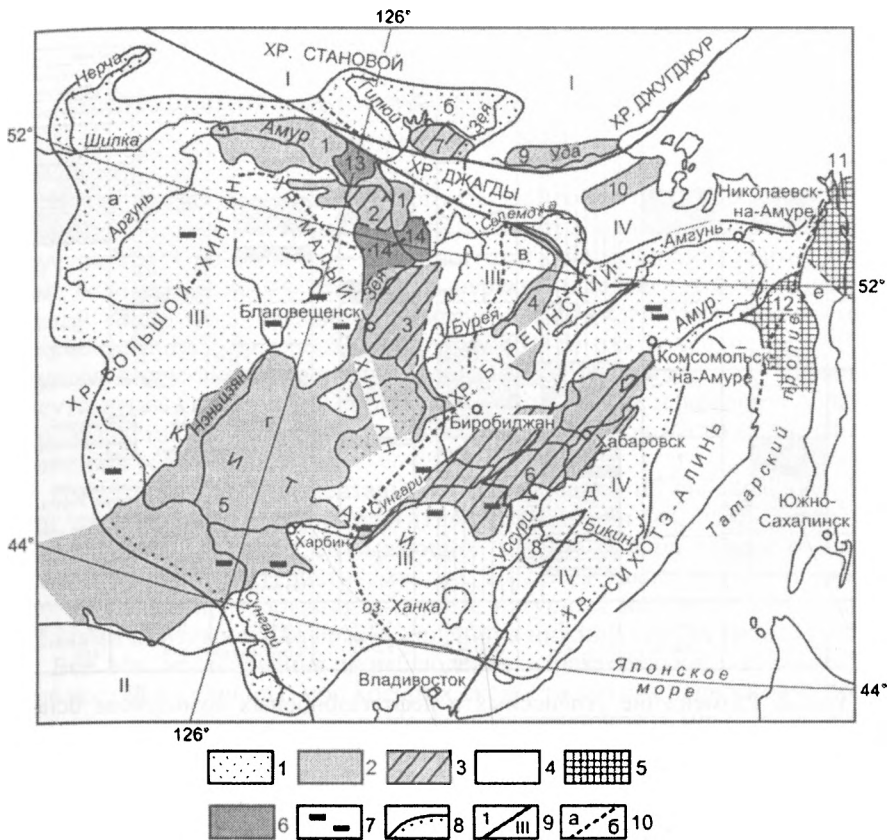 126°
ХР. СТАНОВОЙ
I
I
Нерча
Гилюй
б
Зея
ХР. ДЖУГДЖУР
52°
Шилка
Амур
1
13
7
9
Уда
10
11
ХР. ДЖАГДЫ
Николаевск-
на-Амуре
а
Аргунь
2
1
Селемджа
IV
Амгунь
14
14
ХР. МАЛЫЙ ХИНГАН
ХР. БОЛЬШОЙ ХИНГАН
III
Зея
в
III
4
52°
е
12
Благовещенск
3
Бурея
ХР. БУРЕИНСКИЙ
Амур
Комсомольск-
на-Амуре
пролив
Татарский
К
Биробиджан
Хабаровск
г
И
Т
А
Сунгари
6
5
д
IV
Южно-
Сахалинск
Харбин
И
III
Уссури
Бикин
8
44°
ХР. СИХОТЭ-АЛИНЬ
IV
Сунгари
оз. Ханка
II
Владивосток
Японское
море
44°
126°
1
2
3
4
5
6
7
8
1
III
9
а
б
10